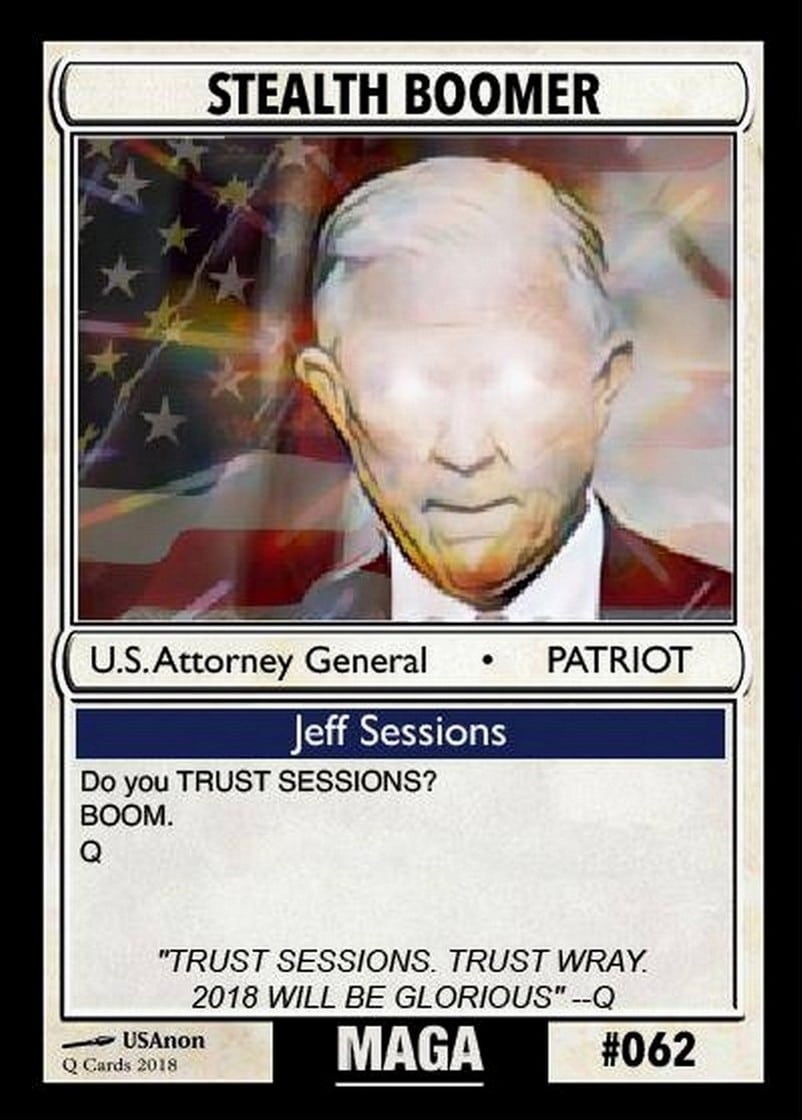 STEALTH BOOMER
U.S. Attorney General • PATRIOT
Jeff Sessions
Do you TRUST SESSIONS?
BOOM.
Q
"TRUST SESSIONS. TRUST WRAY.
2018 WILL BE GLORIOUS" --Q
USAnon
Q Cards 2018
MAGA
#062